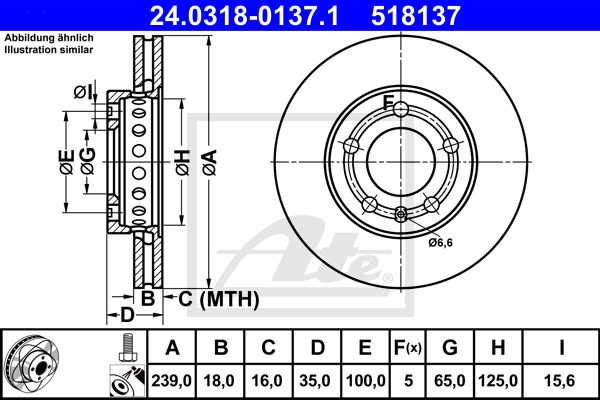 24.0318-0137.1 518137
Abbildung ähnlich
Illustration similar
ØI
ØE
ØG
ØH
ØA
F
Ø6,6
B
C (MTH)
D
Ate
A B C D E F(x) G H I
239,0 18,0 16,0 35,0 100,0 5 65,0 125,0 15,6